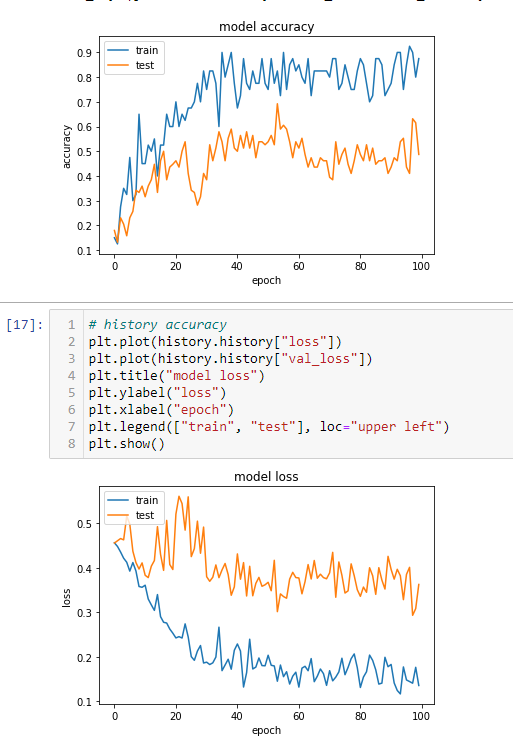 model accuracy
train
test
0.9
0.8
0.7
0.6
0.5
0.4
0.3
0.2
0.1
accuracy
0 20 40 60 80 100
epoch
[17]:
1 # history accuracy
2 plt.plot(history.history["loss"])
3 plt.plot(history.history["val_loss"])
4 plt.title("model loss")
5 plt.ylabel("loss")
6 plt.xlabel("epoch")
7 plt.legend(["train", "test"], loc="upper left")
8 plt.show()
model loss
train
test
0.5
0.4
0.3
0.2
0.1
loss
0 20 40 60 80 100
epoch